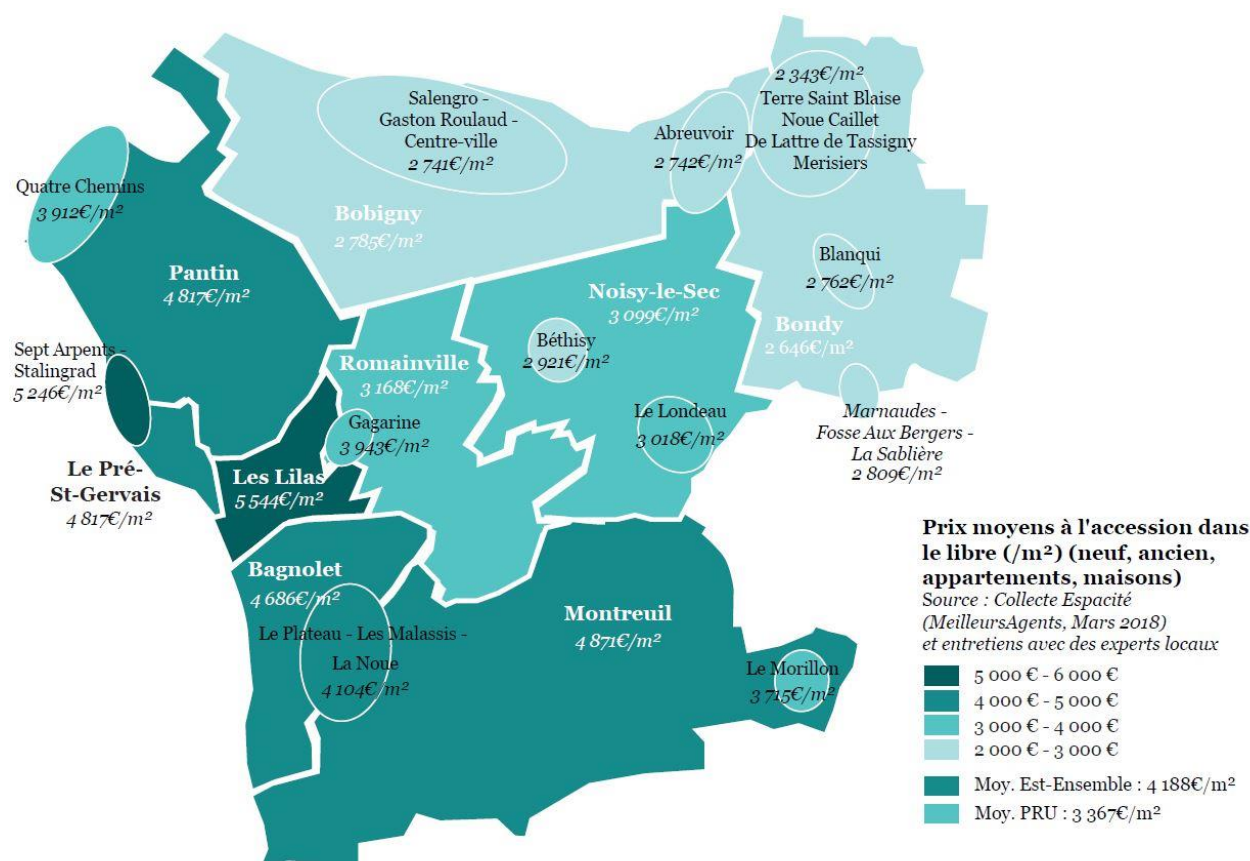 Salengro -
Gaston Roulaud -
Centre-ville
2 741€/m²
Abreuvoir
2 742€/m²
2 343€/m²
Terre Saint Blaise
Noue Caillet
De Lattre de Tassigny
Merisiers
Quatre Chemins
3 912€/m²
Bobigny
2 785€/m²
Pantin
4 817€/m²
Noisy-le-Sec
3 099€/m²
Blanqui
2 762€/m²
Bondy
2 646€/m²
Sept Arpents -
Stalingrad
5 246€/m²
Romainville
3 168€/m²
Béthisy
2 921€/m²
Gagarine
3 943€/m²
Le Londeau
3 018€/m²
Marnaudes -
Fosse Aux Bergers -
La Sablière
2 809€/m²
Le Pré-
St-Gervais
4 817€/m²
Les Lilas
5 544€/m²
Bagnolet
4 686€/m²
Le Plateau - Les Malassis -
La Noue
4 104€/m²
Montreuil
4 871€/m²
Le Morillon
3 715€/m²
Prix moyens à l'accession dans
le libre (/m²) (neuf, ancien,
appartements, maisons)
Source : Collecte Espacité
(MeilleursAgents, Mars 2018)
et entretiens avec des experts locaux
5 000 € - 6 000 €
4 000 € - 5 000 €
3 000 € - 4 000 €
2 000 € - 3 000 €
Moy. Est-Ensemble : 4 188€/m²
Moy. PRU : 3 367€/m²